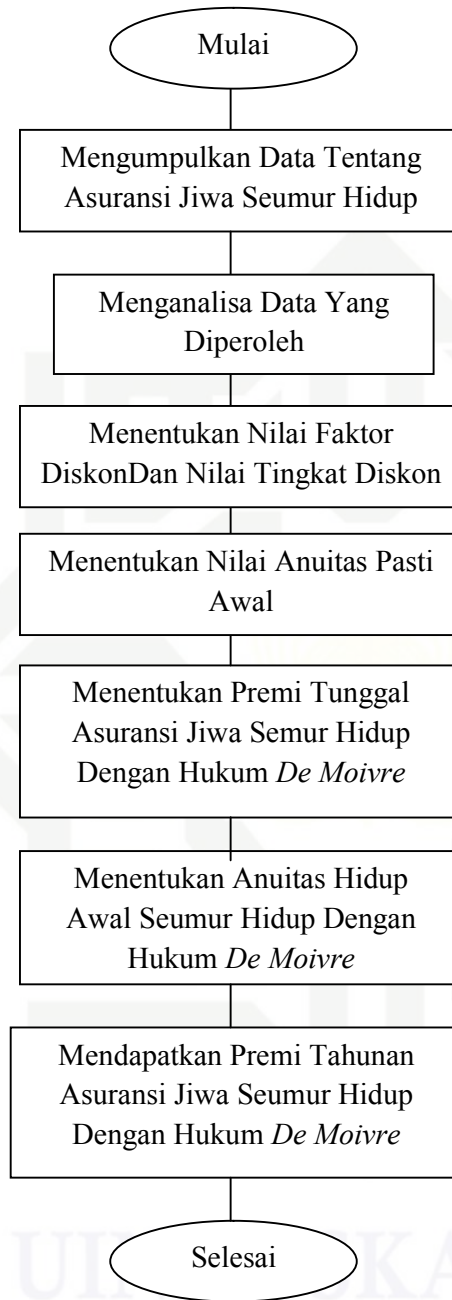 Mulai
Mengumpulkan Data Tentang
Asuransi Jiwa Seumur Hidup
Menganalisa Data Yang
Diperoleh
Menentukan Nilai Faktor
DiskonDan Nilai Tingkat Diskon
Menentukan Nilai Anuitas Pasti
Awal
Menentukan Premi Tunggal
Asuransi Jiwa Semur Hidup
Dengan Hukum De Moivre
Menentukan Anuitas Hidup
Awal Seumur Hidup Dengan
Hukum De Moivre
Mendapatkan Premi Tahunan
Asuransi Jiwa Seumur Hidup
Dengan Hukum De Moivre
Selesai